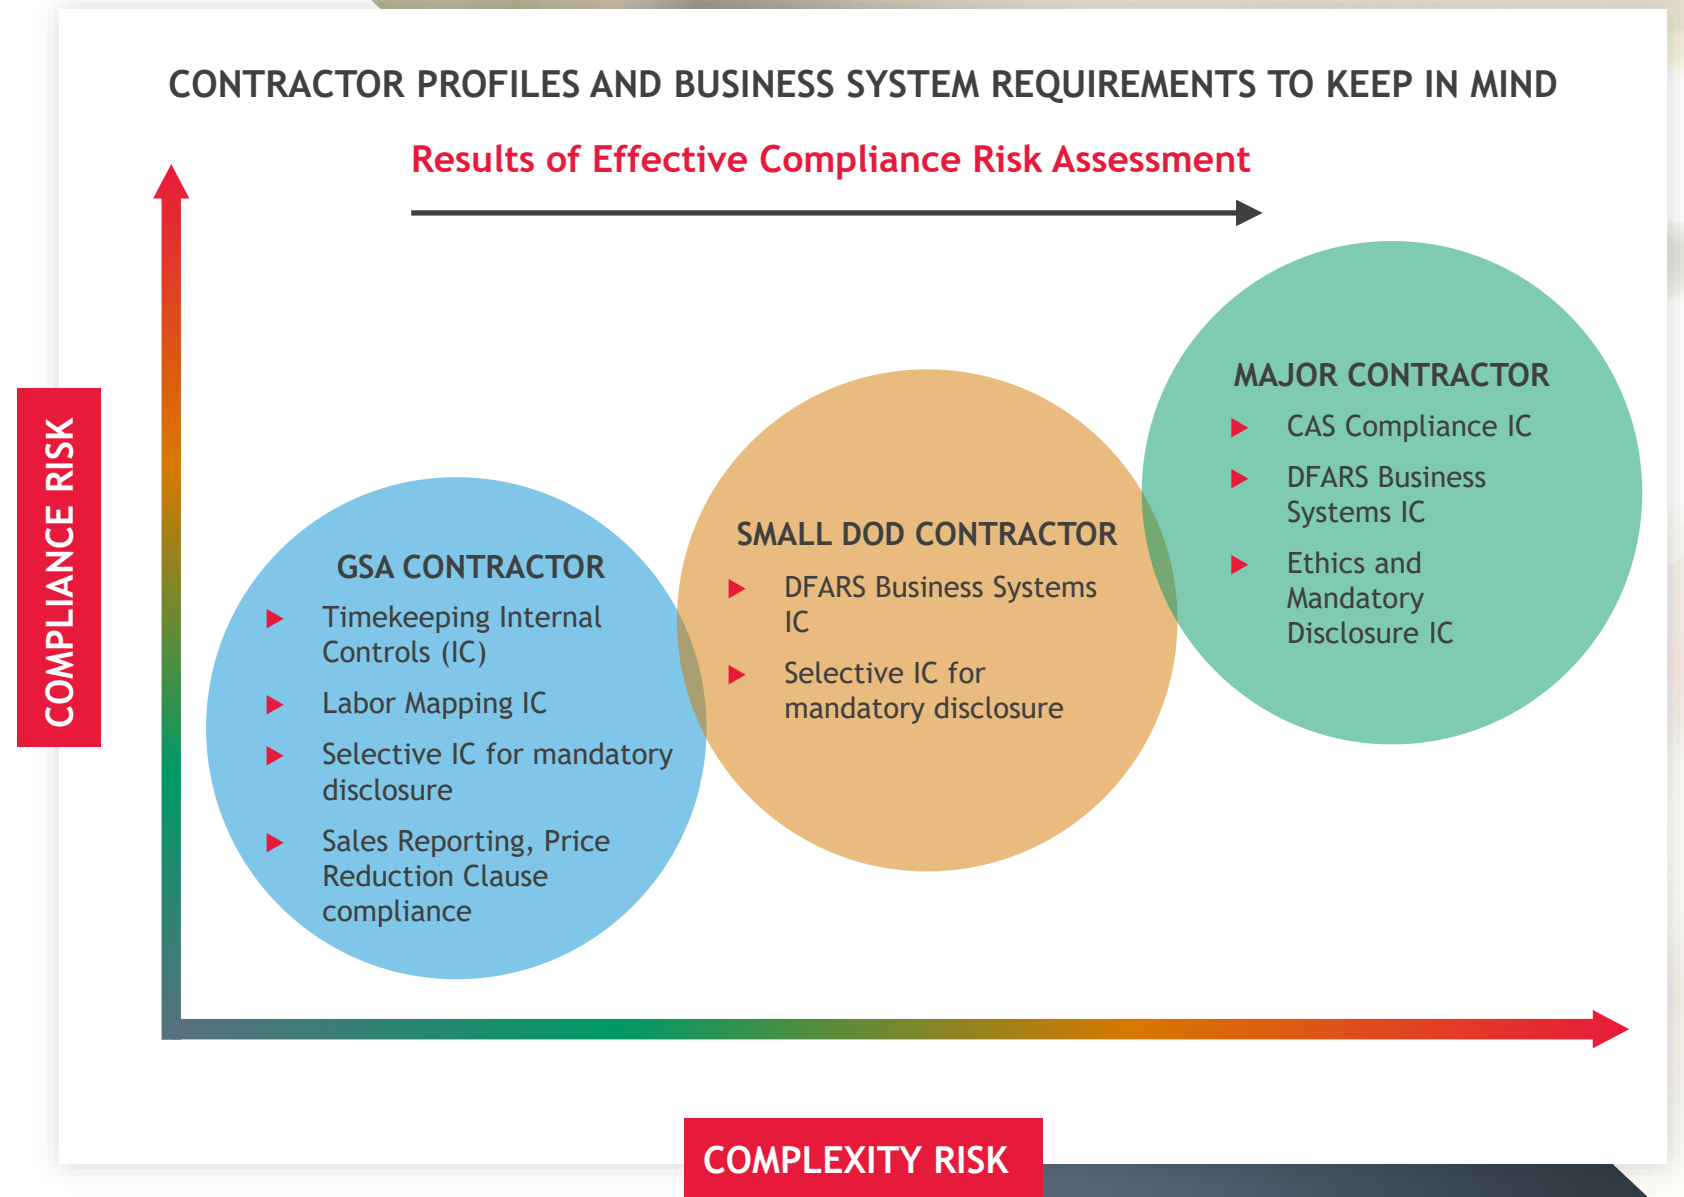 CONTRACTOR PROFILES AND BUSINESS SYSTEM REQUIREMENTS TO KEEP IN MIND
Results of Effective Compliance Risk Assessment
COMPLIANCE RISK
GSA CONTRACTOR
Timekeeping Internal
Controls (IC)
Labor Mapping IC
Selective IC for mandatory
disclosure
Sales Reporting, Price
Reduction Clause
compliance
SMALL DOD CONTRACTOR
DFARS Business Systems
IC
Selective IC for
mandatory disclosure
MAJOR CONTRACTOR
CAS Compliance IC
DFARS Business
Systems IC
Ethics and
Mandatory
Disclosure IC
COMPLEXITY RISK